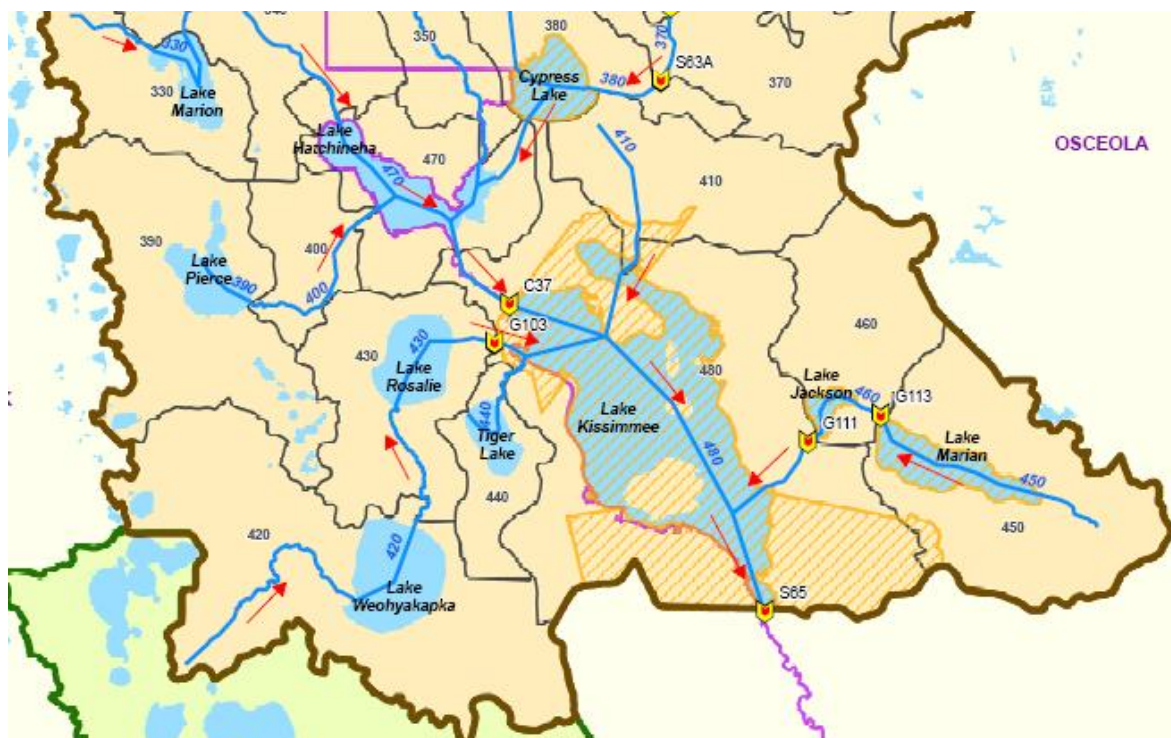 340
350
380
370
S63A
380
370
330
330
Lake
Marion
Cypress
Lake
OSCEOLA
Lake
Hatchineha
470
470
410
410
390
Lake
Pierce
390
400
400
C37
G103
430
430
Lake
Rosalie
480
460
Lake
Jackson
460
G113
G111
Lake
Kissimmee
Lake
Marian
440
Tiger
Lake
480
450
440
450
420
420
Lake
Weohyakapka
S65